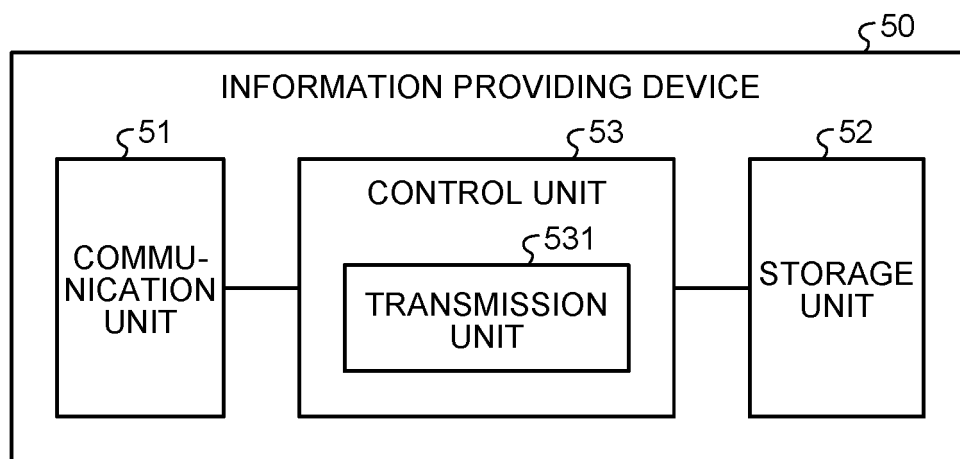 50
INFORMATION PROVIDING DEVICE
51
53
52
CONTROL UNIT
531
COMMU-
NICATION
UNIT
TRANSMISSION
UNIT
STORAGE
UNIT